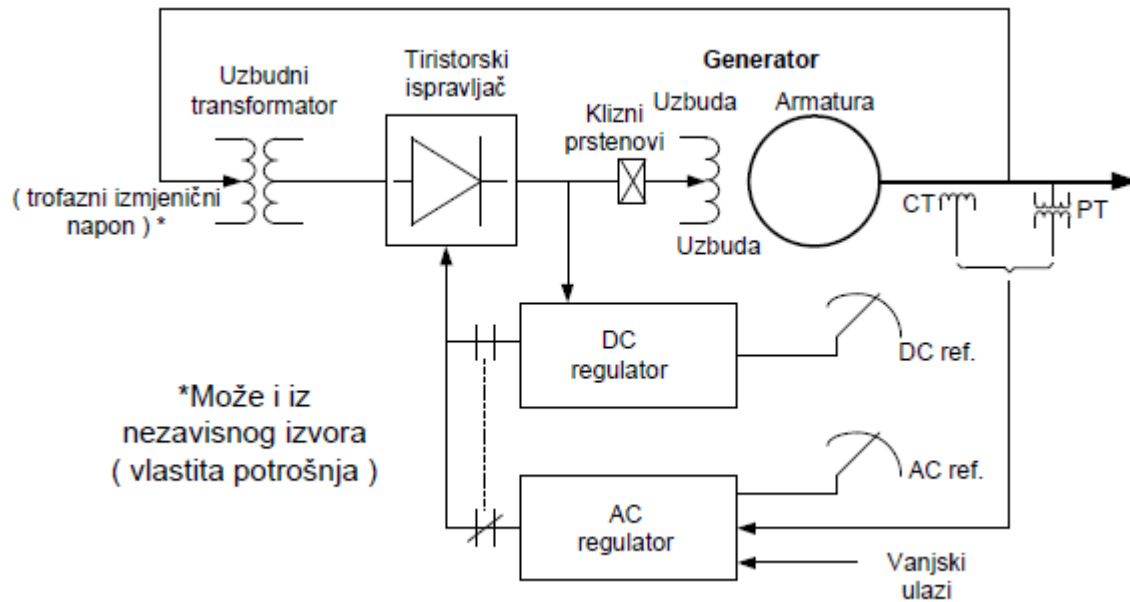 Uzbudni
transformator
Tiristorski
ispravljač
Generator
Klizni
prstenovi
Uzbuda
Armatura
( trofazni izmjenični
napon ) *
Uzbuda
CT
PT
DC
regulator
DC ref.
*Može i iz
nezavisnog izvora
( vlastita potrošnja )
AC
regulator
AC ref.
Vanjski
ulazi